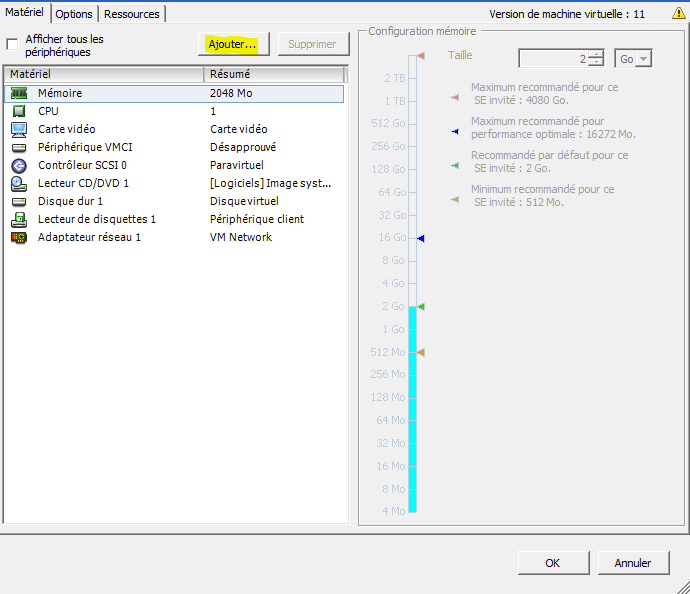 Matériel Options Ressources Version de machine virtuelle : 11
Afficher tous les
périphériques
Ajouter... Supprimer
Matériel Résumé
Mémoire 2048 Mo
CPU 1
Carte vidéo Carte vidéo
Périphérique VMCI Désapprouvé
Contrôleur SCSI 0 Paravirtuel
Lecteur CD/DVD 1 [Logiciels] Image syst...
Disque dur 1 Disque virtuel
Lecteur de disquettes 1 Périphérique client
Adaptateur réseau 1 VM Network
Configuration mémoire
Taille 2 Go
Maximum recommandé pour ce
SE invité : 4080 Go.
Maximum recommandé pour
performance optimale : 16272 Mo.
Recommandé par défaut pour ce
SE invité : 2 Go.
Minimum recommandé pour ce
SE invité : 512 Mo.
2 TB
1 TB
512 Go
256 Go
128 Go
64 Go
32 Go
16 Go
8 Go
4 Go
2 Go
1 Go
512 Mo
256 Mo
128 Mo
64 Mo
32 Mo
16 Mo
8 Mo
4 Mo
OK Annuler